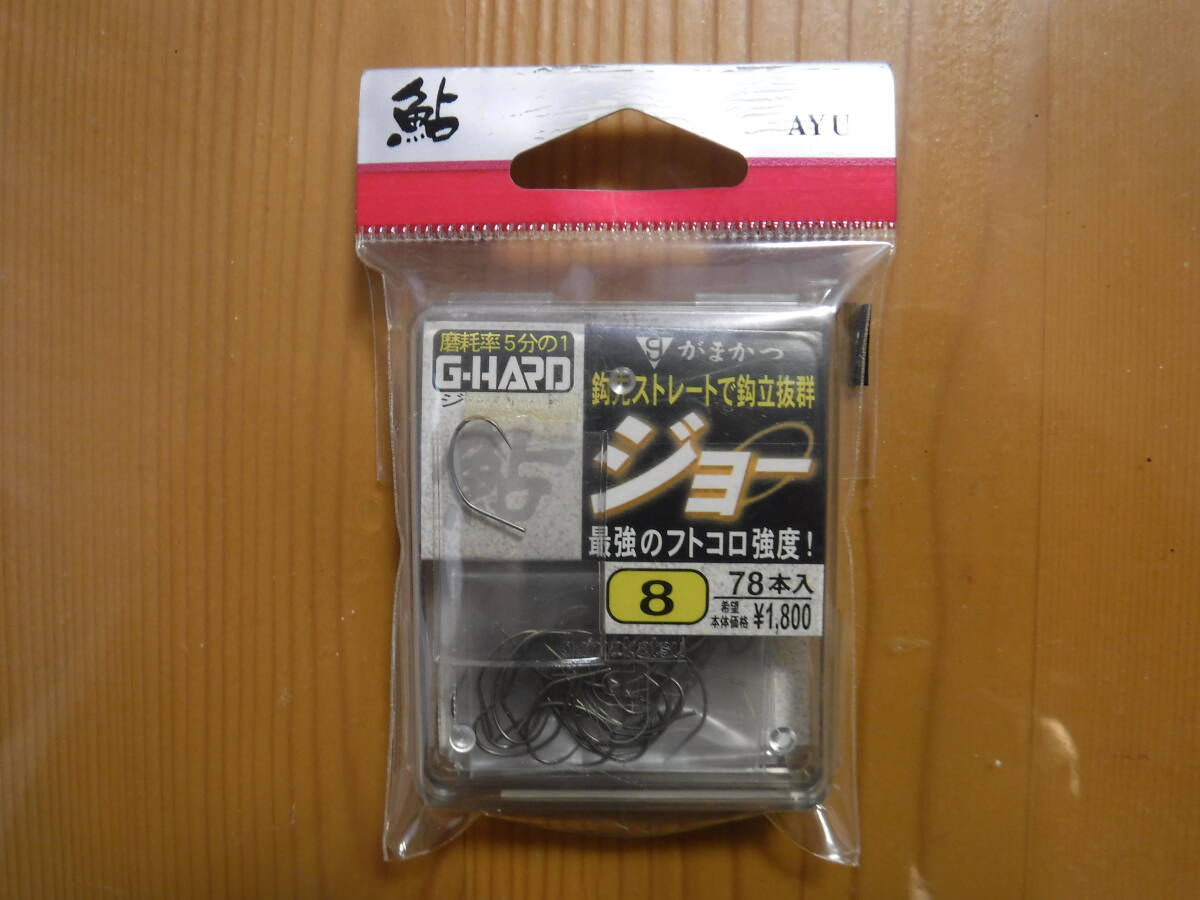 鮎
AYU
磨耗率5分の1
G-HARD
ジ
鮎
がまかつ
鈎先ストレートで鈎立抜群
ジョー
最強のフトコロ強度!
8
78本入
希望
本体価格 ¥1,800